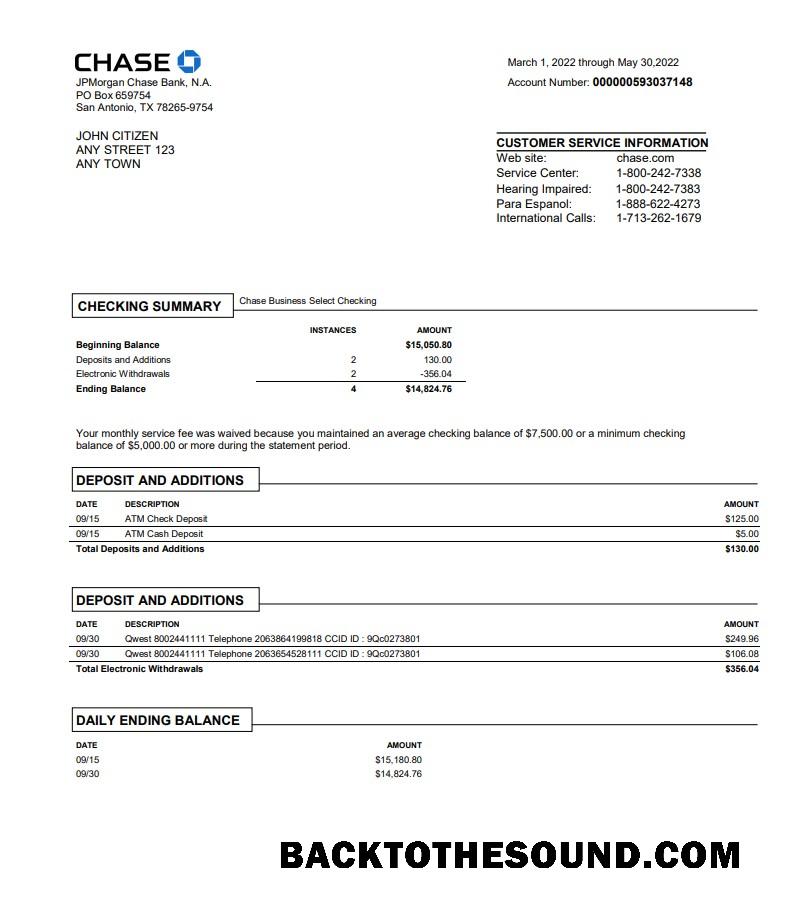 CHASE
JPMorgan Chase Bank, N.A.
PO Box 659754
San Antonio, TX 78265-9754
March 1, 2022 through May 30,2022
Account Number: 000000593037148
JOHN CITIZEN
ANY STREET 123
ANY TOWN
CUSTOMER SERVICE INFORMATION
Web site: chase.com
Service Center: 1-800-242-7338
Hearing Impaired: 1-800-242-7383
Para Espanol: 1-888-622-4273
International Calls: 1-713-262-1679
CHECKING SUMMARY Chase Business Select Checking
INSTANCES AMOUNT
Beginning Balance $15,050.80
Deposits and Additions 2 130.00
Electronic Withdrawals 2 -356.04
Ending Balance 4 $14,824.76
Your monthly service fee was waived because you maintained an average checking balance of $7,500.00 or a minimum checking
balance of $5,000.00 or more during the statement period.
DEPOSIT AND ADDITIONS
DATE DESCRIPTION AMOUNT
09/15 ATM Check Deposit $125.00
09/15 ATM Cash Deposit $5.00
Total Deposits and Additions $130.00
DEPOSIT AND ADDITIONS
DATE DESCRIPTION AMOUNT
09/30 Qwest 8002441111 Telephone 2063864199818 CCID ID : 9Qc0273801 $249.96
09/30 Qwest 8002441111 Telephone 2063654528111 CCID ID : 9Qc0273801 $106.08
Total Electronic Withdrawals $356.04
DAILY ENDING BALANCE
DATE AMOUNT
09/15 $15,180.80
09/30 $14,824.76
BACKTOTHESOUND.COM